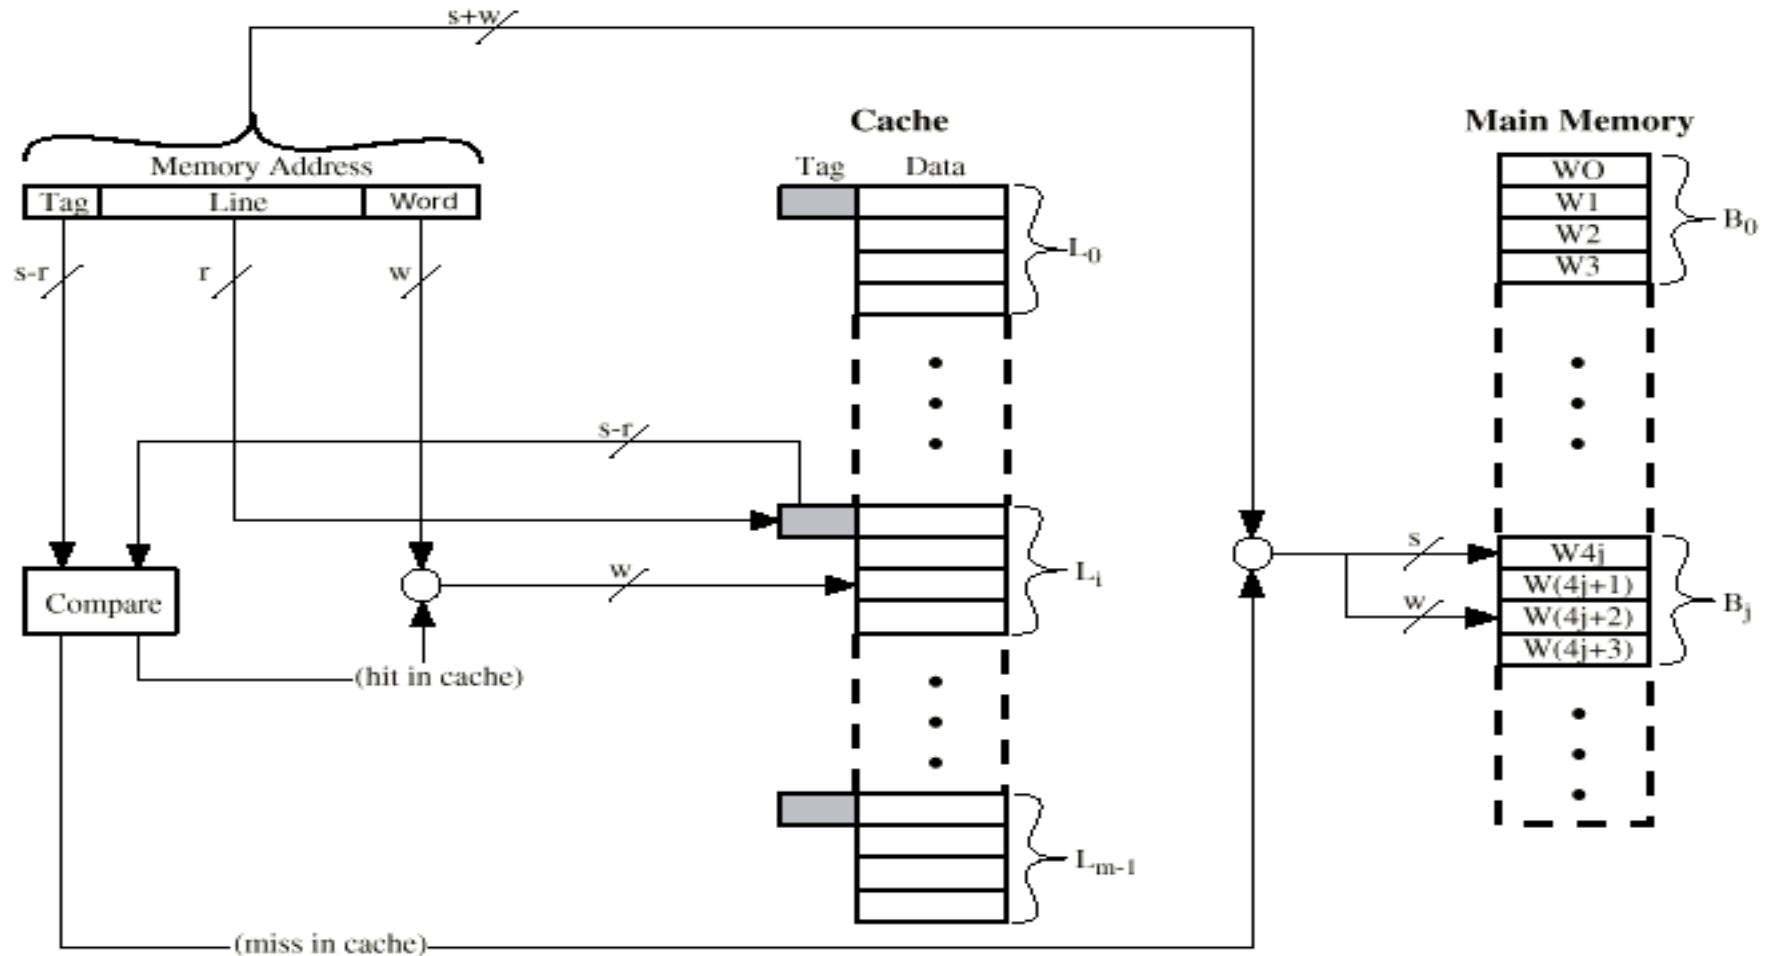 s+w
Cache
Main Memory
Memory Address
Tag Data
Tag Line Word
WO
W1
W2
W3
B0
L0
s-r
r
w
s-r
s
W4j
W(4j+1)
W(4j+2)
W(4j+3)
Bj
w
Li
w
Compare
(hit in cache)
Lm-1
(miss in cache)